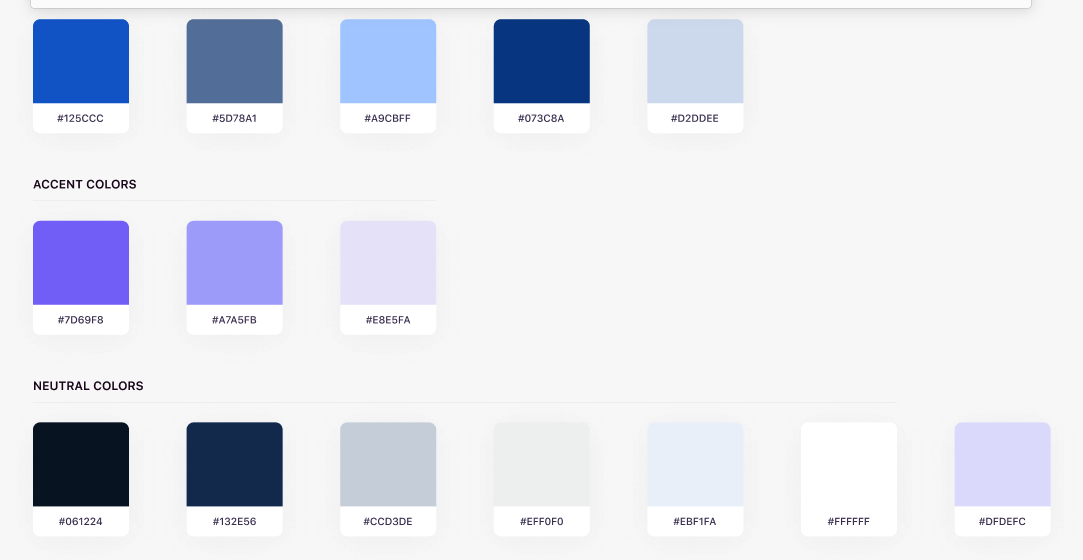 #125CCC #5D78A1 #A9CBFF #073C8A #D2DDEE
ACCENT COLORS
#7D69F8 #A7A5FB #E8E5FA
NEUTRAL COLORS
#061224 #132E56 #CCD3DE #EFF0F0 #EBF1FA #FFFFFF #DFDEFC